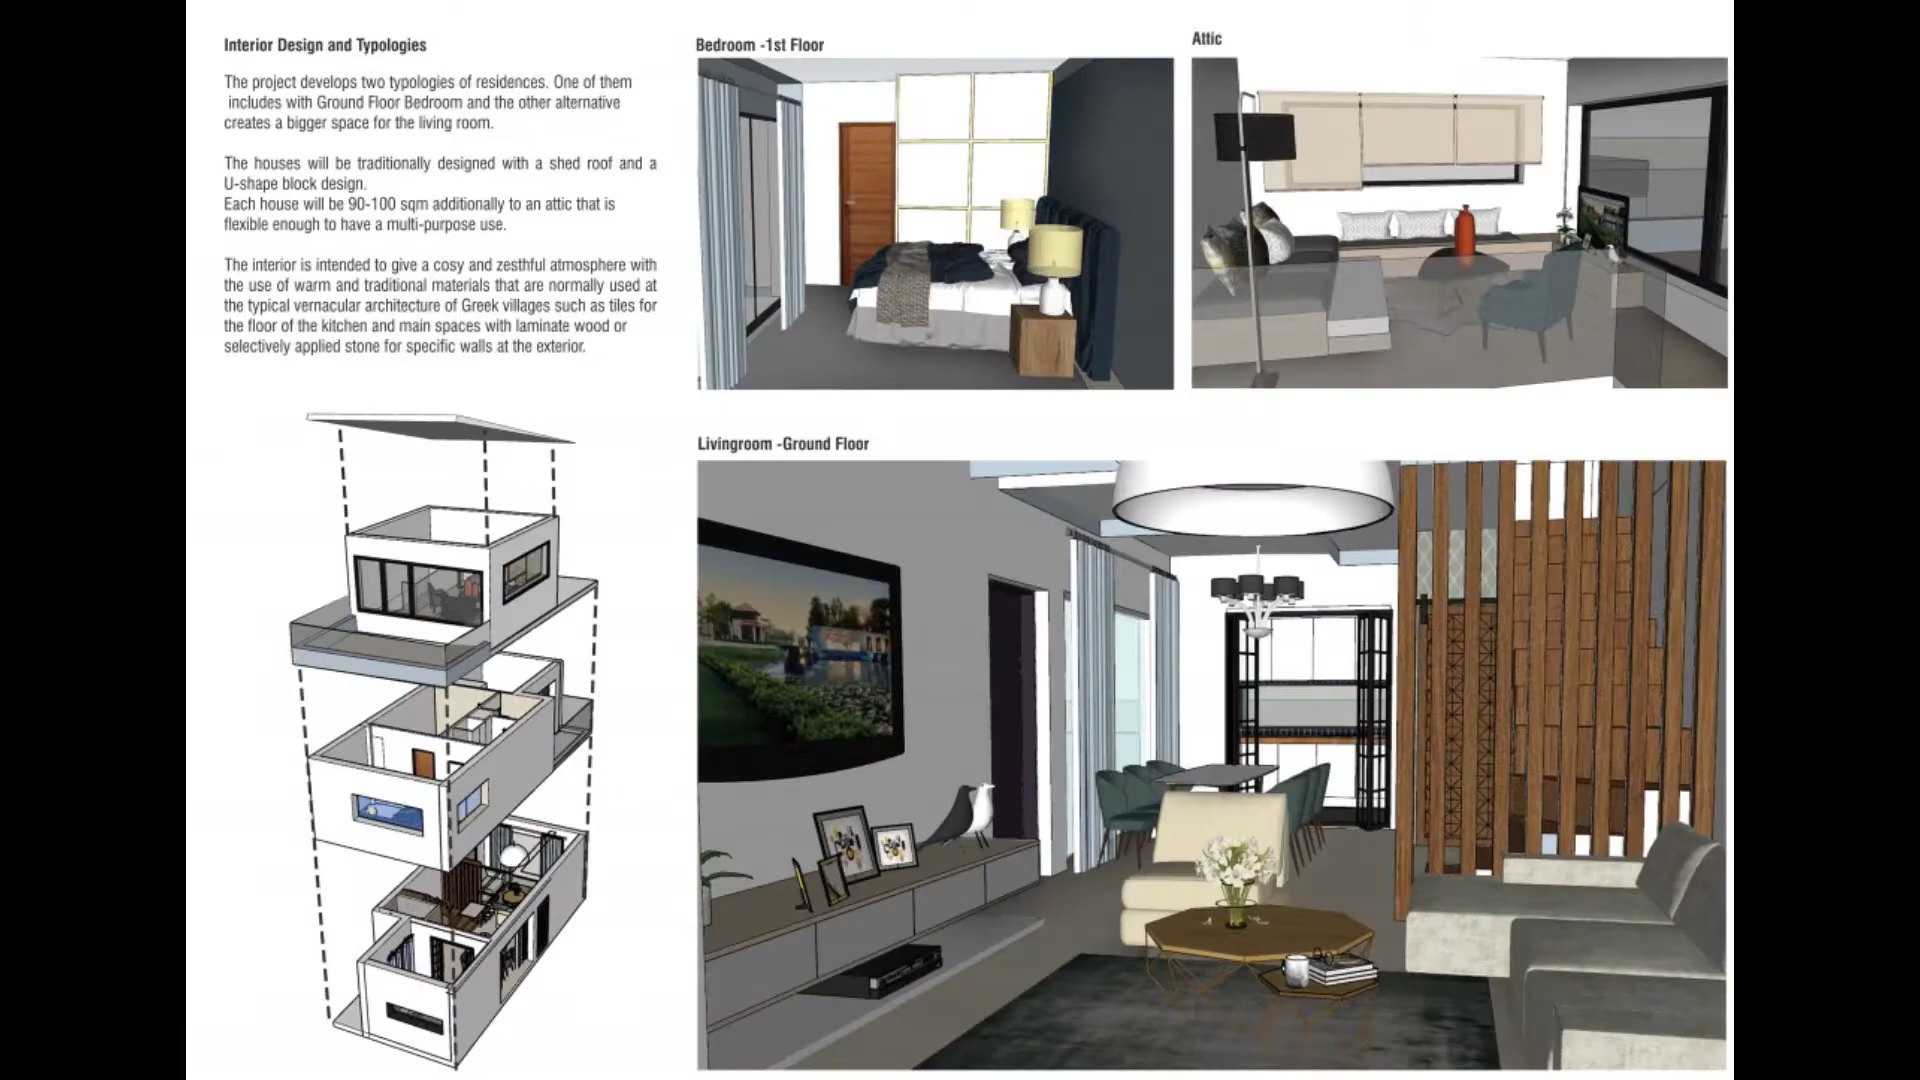 Interior Design and Typologies
The project develops two typologies of residences. One of them
includes with Ground Floor Bedroom and the other alternative
creates a bigger space for the living room.
The houses will be traditionally designed with a shed roof and a
U-shape block design.
Each house will be 90-100 sqm additionally to an attic that is
flexible enough to have a multi-purpose use.
The interior is intended to give a cosy and zesthful atmosphere with
the use of warm and traditional materials that are normally used at
the typical vernacular architecture of Greek villages such as tiles for
the floor of the kitchen and main spaces with laminate wood or
selectively applied stone for specific walls at the exterior.
Bedroom -1st Floor
Attic
Livingroom -Ground Floor